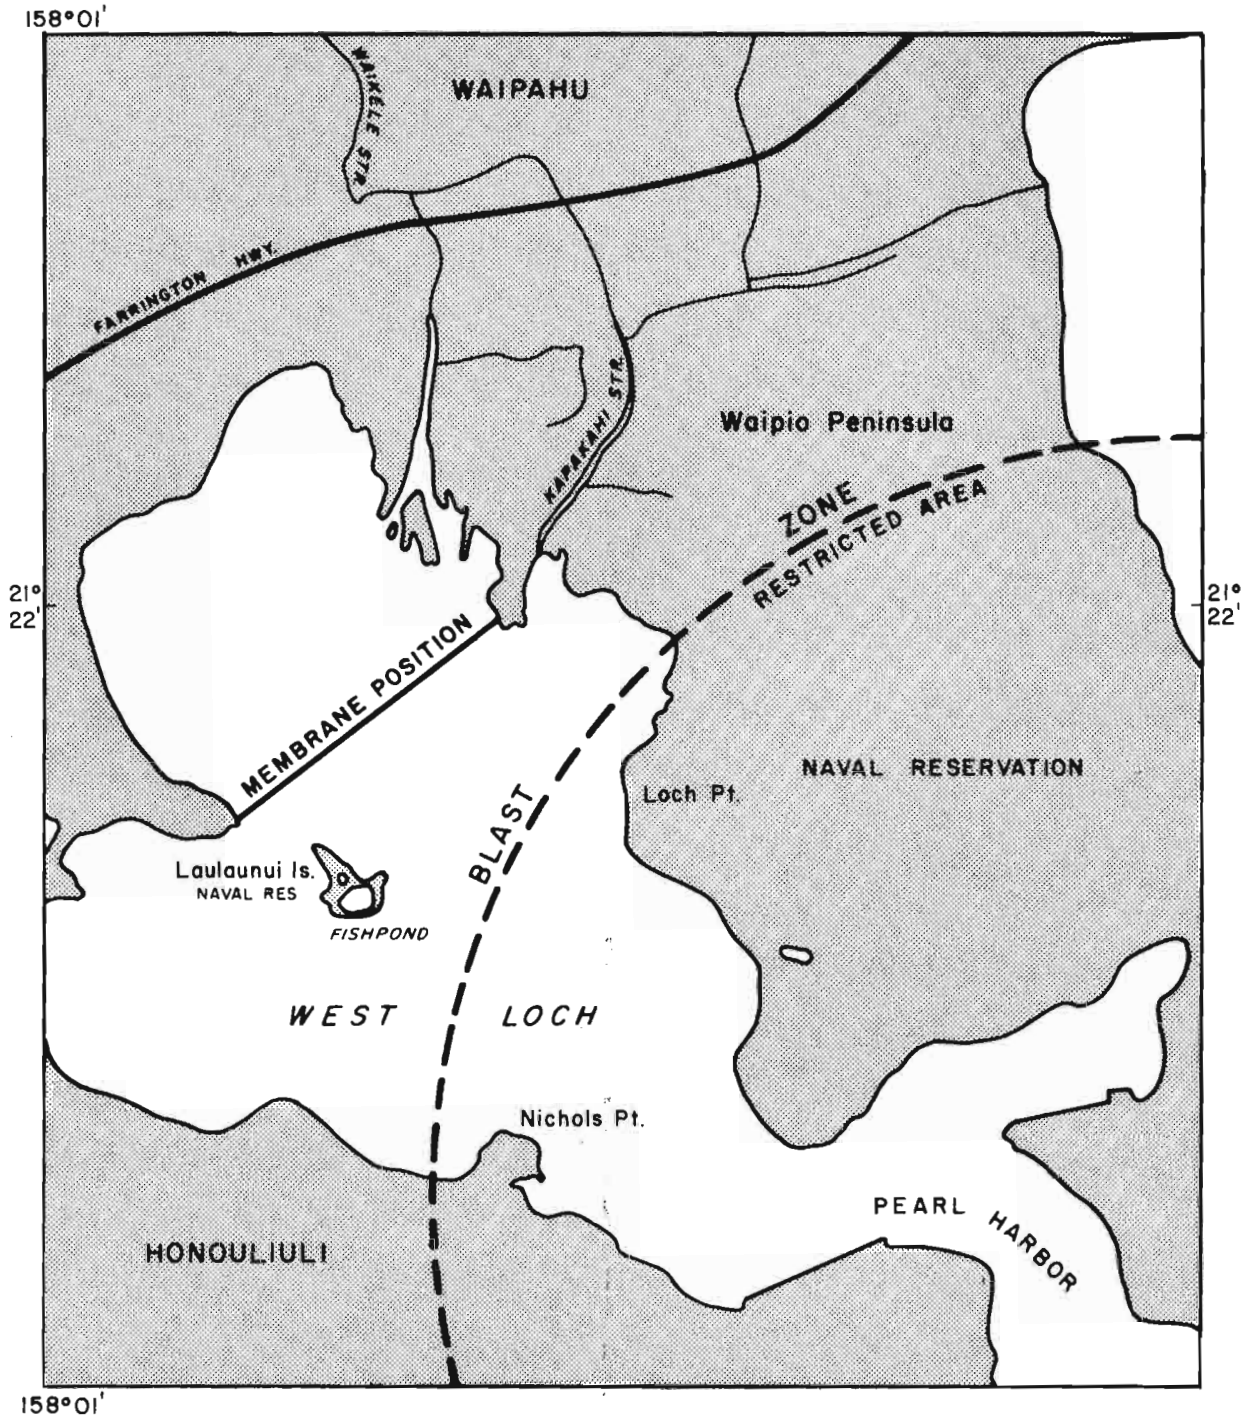 158°01'
WAIKELE STR.
WAIPAHU
FARRINGTON HWY.
KAPAKAHI STR.
Waipio Peninsula
ZONE
RESTRICTED AREA
21°
22'
21°
22'
MEMBRANE POSITION
NAVAL RESERVATION
Loch Pt.
BLAST
Laulaunui Is.
NAVAL RES
FISHPOND
WEST LOCH
Nichols Pt.
PEARL HARBOR
HONOULIULI
158°01'